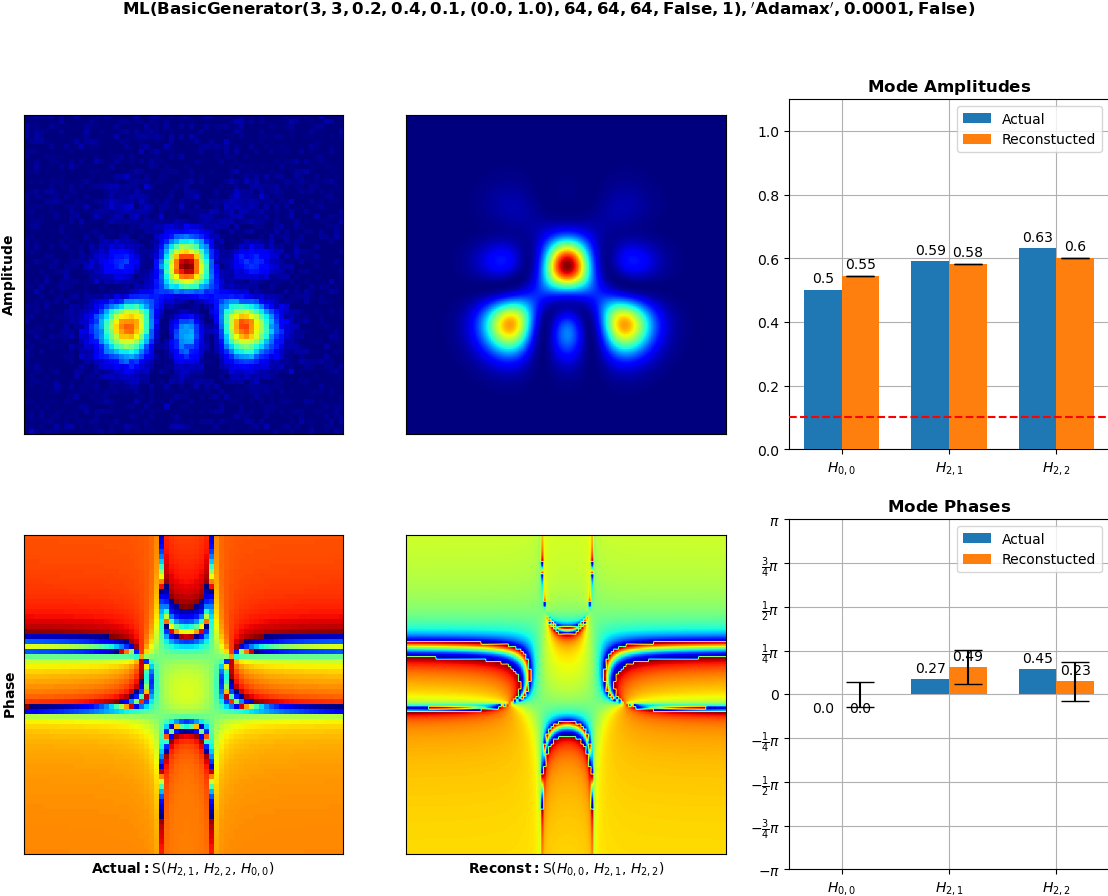 ML(BasicGenerator(3, 3, 0.2, 0.4, 0.1, (0.0, 1.0), 64, 64, 64, False, 1), ′Adamax′, 0.0001, False)
Amplitude
Mode Amplitudes
Actual
Reconstucted
1.0
0.8
0.6
0.4
0.2
0.0
0.5
0.55
0.59
0.58
0.63
0.6
H0,0
H2,1
H2,2
Phase
Actual: S(H2,1, H2,2, H0,0)
Reconst: S(H0,0, H2,1, H2,2)
Mode Phases
Actual
Reconstucted
π
3/4π
1/2π
1/4π
0
−1/4π
−1/2π
−3/4π
−π
0.0
0.0
0.27
0.49
0.45
0.23
H0,0
H2,1
H2,2